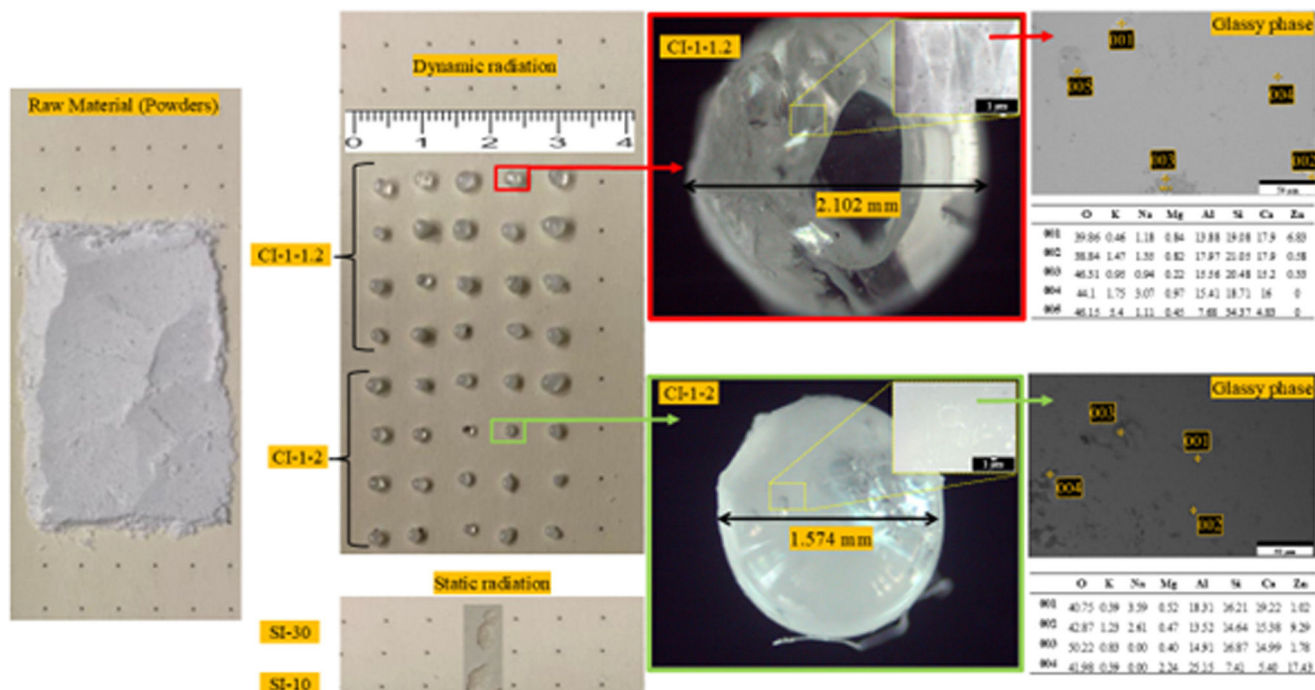 Raw Material (Powders)
Dynamic radiation
0 1 2 3 4
CI-1-1.2
CI-1-2
Static radiation
SI-30
SI-10
CI-1-1.2
1 µm
2.102 mm
Glassy phase
001
005
004
003
002
O K Na Mg Al Si Ca Zn
001 39.86 0.46 1.18 0.84 13.88 19.08 17.9 6.83
002 38.84 1.47 1.35 0.82 17.97 21.05 17.9 0.58
003 46.31 0.95 0.94 0.22 15.56 20.48 15.2 0.33
004 44.1 1.75 3.07 0.97 15.41 18.71 16 0
005 46.15 5.4 1.11 0.45 7.68 34.37 4.83 0
CI-1-2
1 µm
1.574 mm
Glassy phase
003
001
004
002
O K Na Mg Al Si Ca Zn
001 40.75 0.39 3.59 0.52 18.31 16.21 19.22 1.02
002 42.87 1.23 2.61 0.47 13.52 14.64 15.38 9.29
003 50.22 0.83 0.00 0.40 14.91 16.87 14.99 1.78
004 41.98 0.39 0.00 2.24 25.15 7.41 5.40 17.43